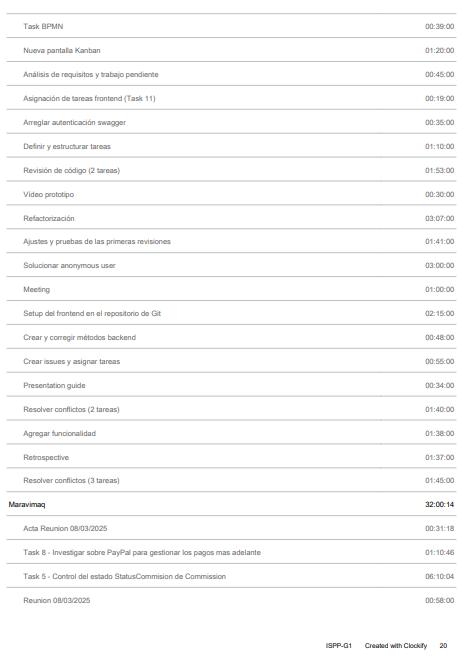 Task BPMN 00:39:00
Nueva pantalla Kanban 01:20:00
Análisis de requisitos y trabajo pendiente 00:45:00
Asignación de tareas frontend (Task 11) 00:19:00
Arreglar autenticación swagger 00:35:00
Definir y estructurar tareas 01:10:00
Revisión de código (2 tareas) 01:53:00
Vídeo prototipo 00:30:00
Refactorización 03:07:00
Ajustes y pruebas de las primeras revisiones 01:41:00
Solucionar anonymous user 03:00:00
Meeting 01:00:00
Setup del frontend en el repositorio de Git 02:15:00
Crear y corregir métodos backend 00:48:00
Crear issues y asignar tareas 00:55:00
Presentation guide 00:34:00
Resolver conflictos (2 tareas) 01:40:00
Agregar funcionalidad 01:38:00
Retrospective 01:37:00
Resolver conflictos (3 tareas) 01:45:00
Maravimaq 32:00:14
Acta Reunion 08/03/2025 00:31:18
Task 8 - Investigar sobre PayPal para gestionar los pagos mas adelante 01:10:46
Task 5 - Control del estado StatusCommision de Commission 06:10:04
Reunion 08/03/2025 00:58:00
ISPP-G1 Created with Clockify 20